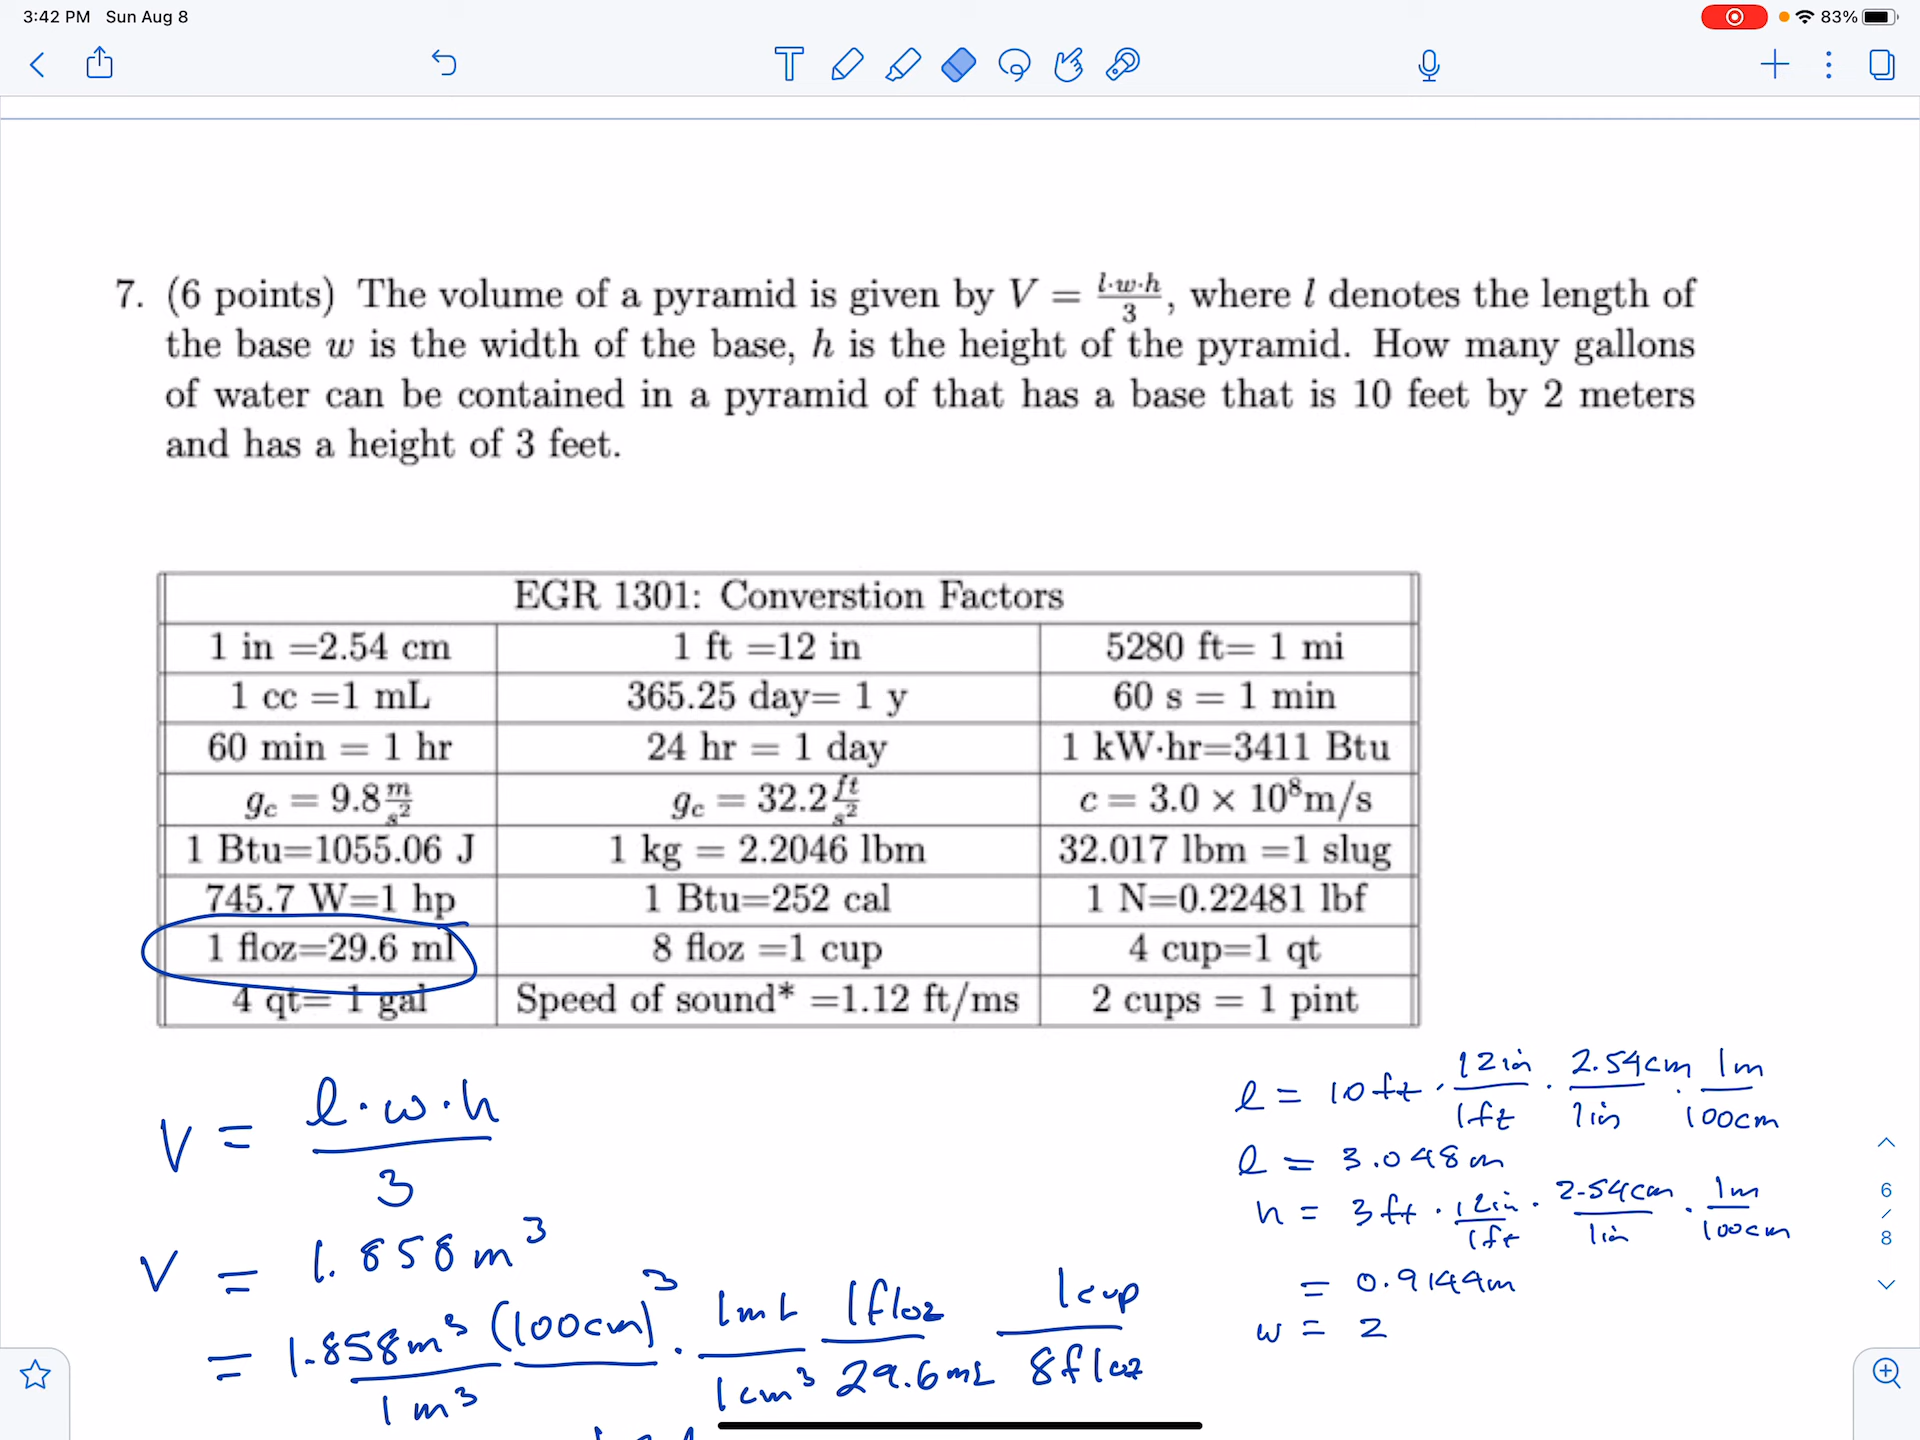 3:42 PM Sun Aug 8
83%
7. (6 points) The volume of a pyramid is given by V = l·w·h/3, where l denotes the length of
the base w is the width of the base, h is the height of the pyramid. How many gallons
of water can be contained in a pyramid of that has a base that is 10 feet by 2 meters
and has a height of 3 feet.
EGR 1301: Converstion Factors
1 in =2.54 cm 1 ft =12 in 5280 ft= 1 mi
1 cc =1 mL 365.25 day= 1 y 60 s = 1 min
60 min = 1 hr 24 hr = 1 day 1 kW·hr=3411 Btu
g_c = 9.8 m/s² g_c = 32.2 ft/s² c = 3.0 × 10⁸m/s
1 Btu=1055.06 J 1 kg = 2.2046 lbm 32.017 lbm =1 slug
745.7 W=1 hp 1 Btu=252 cal 1 N=0.22481 lbf
1 floz=29.6 ml 8 floz =1 cup 4 cup=1 qt
4 qt= 1 gal Speed of sound* =1.12 ft/ms 2 cups = 1 pint
V = l·w·h/3
V = 1.858 m³
= 1.858m³/1m³ (100cm)³ · 1mL/1cm³ 1floz/29.6mL 1cup/8floz
l = 10ft · 12in/1ft · 2.54cm/1in · 1m/100cm
l = 3.048m
h = 3ft · 12in/1ft · 2.54cm/1in · 1m/100cm
= 0.9144m
w = 2
6
/
8